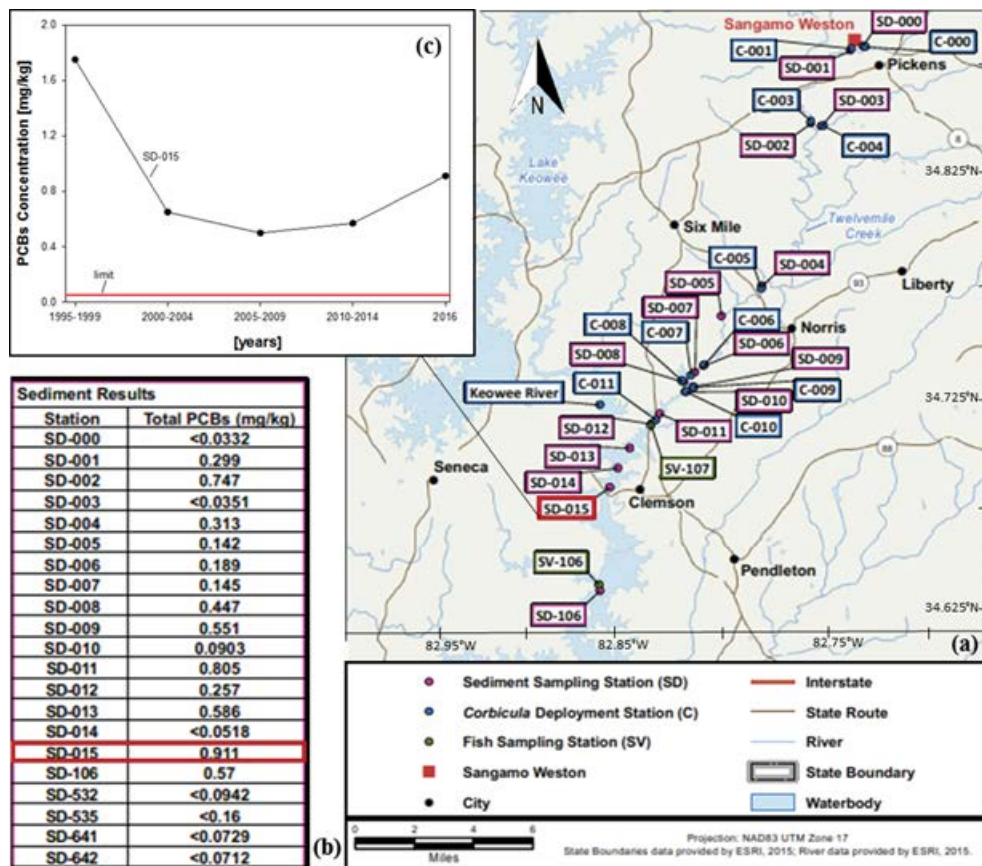 (c)
PCBs Concentration [mg/kg]
2.0
1.6
1.2
0.8
0.4
0.0
SD-015
limit
1995-1999
2000-2004
2005-2009
2010-2014
2016
[years]
Sangamo Weston
SD-000
C-001
C-000
SD-001
Pickens
C-003
SD-003
SD-002
C-004
8
N
Lake
Keowee
34.825
Twelvemile
Creek
Six Mile
C-005
SD-004
Liberty
93
SD-005
SD-007
C-006
C-008
C-007
Norris
SD-006
SD-008
SD-009
C-011
C-009
Keowee River
SD-010
34.725
SD-012
SD-011
C-010
SD-013
SV-107
88
Seneca
SD-014
Clemson
SD-015
SV-106
Pendleton
SD-106
34.625
82.95°W
82.85°W
82.75°W
(a)
Sediment Results
Station Total PCBs (mg/kg)
SD-000 <0.0332
SD-001 0.299
SD-002 0.747
SD-003 <0.0351
SD-004 0.313
SD-005 0.142
SD-006 0.189
SD-007 0.145
SD-008 0.447
SD-009 0.551
SD-010 0.0903
SD-011 0.805
SD-012 0.257
SD-013 0.586
SD-014 <0.0518
SD-015 0.911
SD-106 0.57
SD-532 <0.0942
SD-535 <0.16
SD-641 <0.0729
SD-642 <0.0712
(b)
Sediment Sampling Station (SD)
Corbicula Deployment Station (C)
Fish Sampling Station (SV)
Sangamo Weston
City
Interstate
State Route
River
State Boundary
Waterbody
0 2 4 6
Miles
Projection: NAD83 UTM Zone 17
State Boundaries data provided by ESRI, 2015; River data provided by ESRI, 2015.